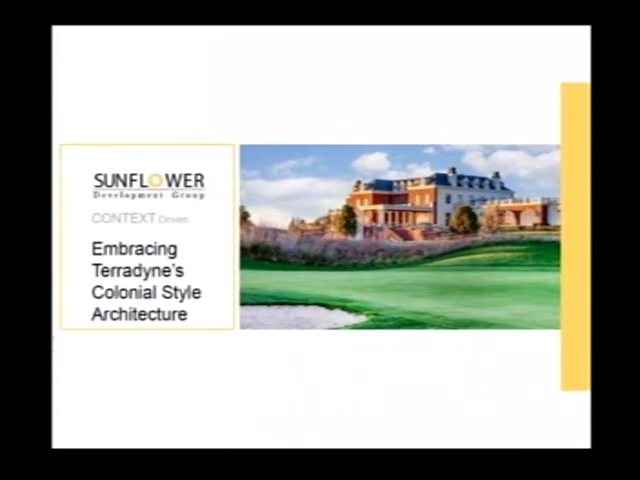 SUNFLOWER
Development Group
CONTEXT Driven
Embracing
Terradyne's
Colonial Style
Architecture